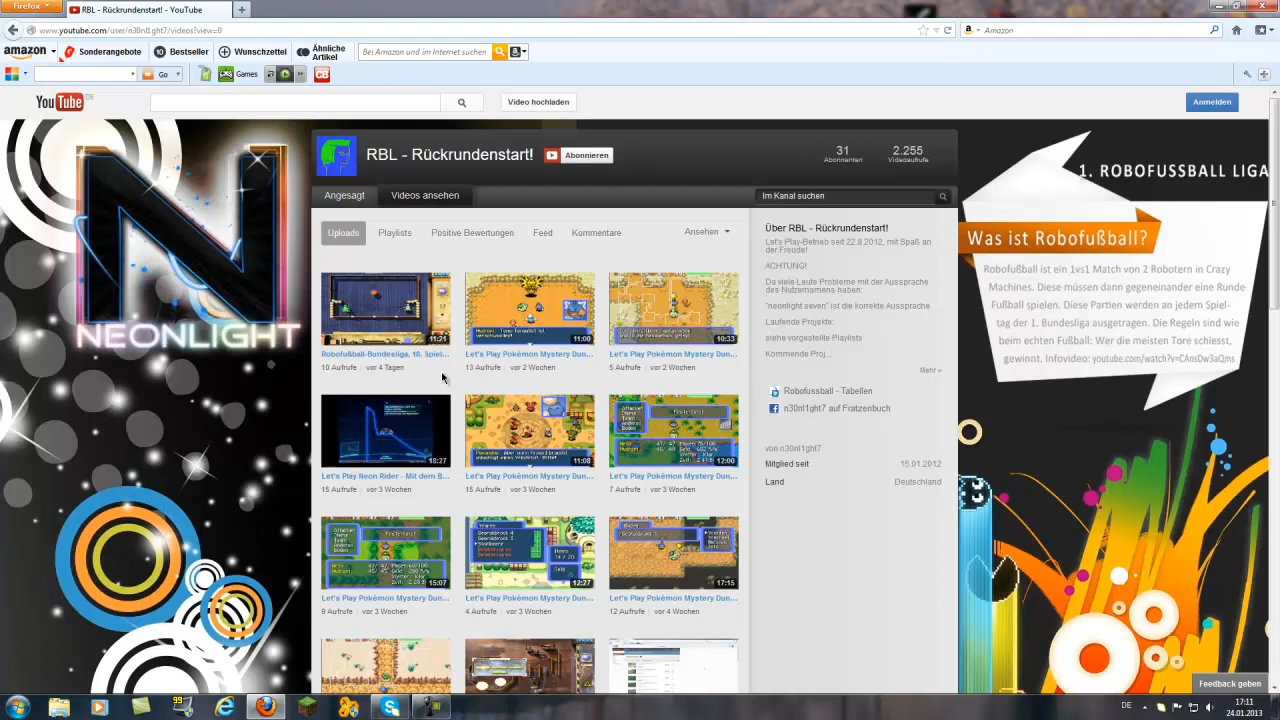 Firefox
RBL - Rückrundenstart! - YouTube
www.youtube.com/user/n30nl1ght7/videos?view=0
Amazon
amazon
Sonderangebote
10 Bestseller
Wunschzettel
Ähnliche Artikel
Bei Amazon und im Internet suchen
Go
Games
CB
YouTube DE
Video hochladen
Anmelden
RBL - Rückrundenstart!
Abonnieren
31 Abonnenten
2.255 Videoaufrufe
Angesagt
Videos ansehen
Im Kanal suchen
Uploads
Playlists
Positive Bewertungen
Feed
Kommentare
Ansehen
11:21
11:00
10:33
Robofußball-Bundesliga, 18. Spiel...
Let's Play Pokémon Mystery Dun...
Let's Play Pokémon Mystery Dun...
10 Aufrufe vor 4 Tagen
13 Aufrufe vor 2 Wochen
5 Aufrufe vor 2 Wochen
18:27
11:08
12:00
Let's Play Neon Rider - Mit dem B...
Let's Play Pokémon Mystery Dun...
Let's Play Pokémon Mystery Dun...
15 Aufrufe vor 3 Wochen
15 Aufrufe vor 3 Wochen
7 Aufrufe vor 3 Wochen
15:07
12:27
17:15
Let's Play Pokémon Mystery Dun...
Let's Play Pokémon Mystery Dun...
Let's Play Pokémon Mystery Dun...
9 Aufrufe vor 3 Wochen
4 Aufrufe vor 3 Wochen
12 Aufrufe vor 4 Wochen
Über RBL - Rückrundenstart!
Let's Play-Betrieb seit 22.8.2012, mit Spaß an
der Freude!
ACHTUNG!
Da viele Leute Probleme mit der Aussprache
des Nutzernamens haben:
"neonlight seven" ist die korrekte Aussprache.
Laufende Projekte:
siehe vorgestellte Playlists
Kommende Proj...
Mehr
Robofussball - Tabellen
n30nl1ght7 auf Fratzenbuch
von n30nl1ght7
Mitglied seit 15.01.2012
Land Deutschland
N
NEONLIGHT
1. ROBOFUSSBALL LIGA
Was ist Robofußball?
Robofußball ist ein 1vs1 Match von 2 Robotern in Crazy
Machines. Diese müssen dann gegeneinander eine Runde
Fußball spielen. Diese Partien werden an jedem Spiel-
tag der 1. Bundesliga ausgetragen. Die Regeln sind wie
beim echten Fußball: Wer die meisten Tore schiesst,
gewinnt. Infovideo: youtube.com/watch?v=CAnsDw3aQms
Feedback geben
DE
17:11
24.01.2013